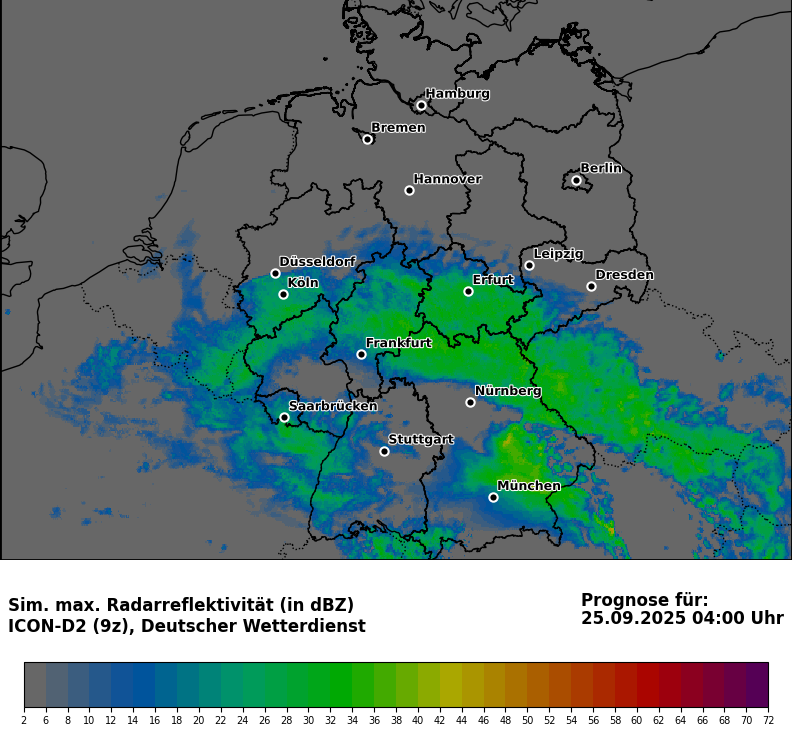 Hamburg
Bremen
Berlin
Hannover
Leipzig
Düsseldorf
Dresden
Köln
Erfurt
Frankfurt
Nürnberg
Saarbrücken
Stuttgart
München
Sim. max. Radarreflektivität (in dBZ)
ICON-D2 (9z), Deutscher Wetterdienst
Prognose für:
25.09.2025 04:00 Uhr
2 6 8 10 12 14 16 18 20 22 24 26 28 30 32 34 36 38 40 42 44 46 48 50 52 54 56 58 60 62 64 66 68 70 72